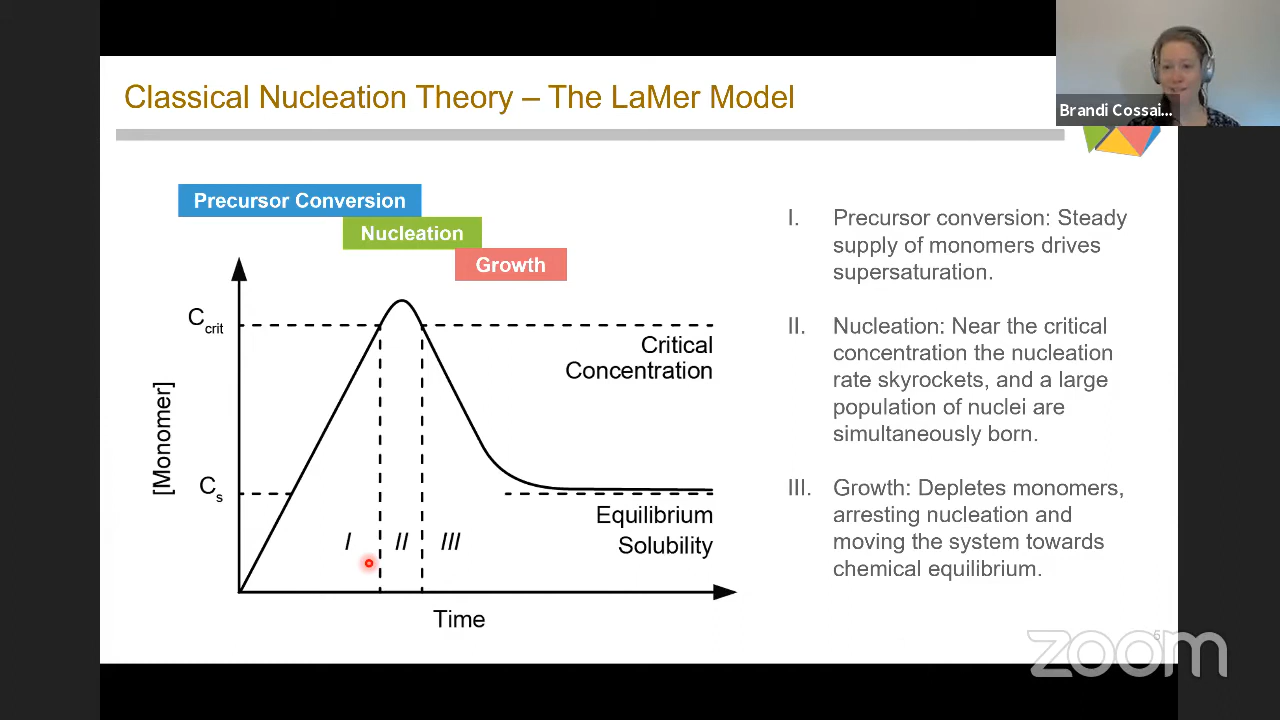 Classical Nucleation Theory – The LaMer Model
Brandi Cossai...
Precursor Conversion
Nucleation
Growth
C crit
Critical
Concentration
[Monomer]
C s
Equilibrium
Solubility
I II III
Time
I. Precursor conversion: Steady
supply of monomers drives
supersaturation.
II. Nucleation: Near the critical
concentration the nucleation
rate skyrockets, and a large
population of nuclei are
simultaneously born.
III. Growth: Depletes monomers,
arresting nucleation and
moving the system towards
chemical equilibrium.
5
zoom